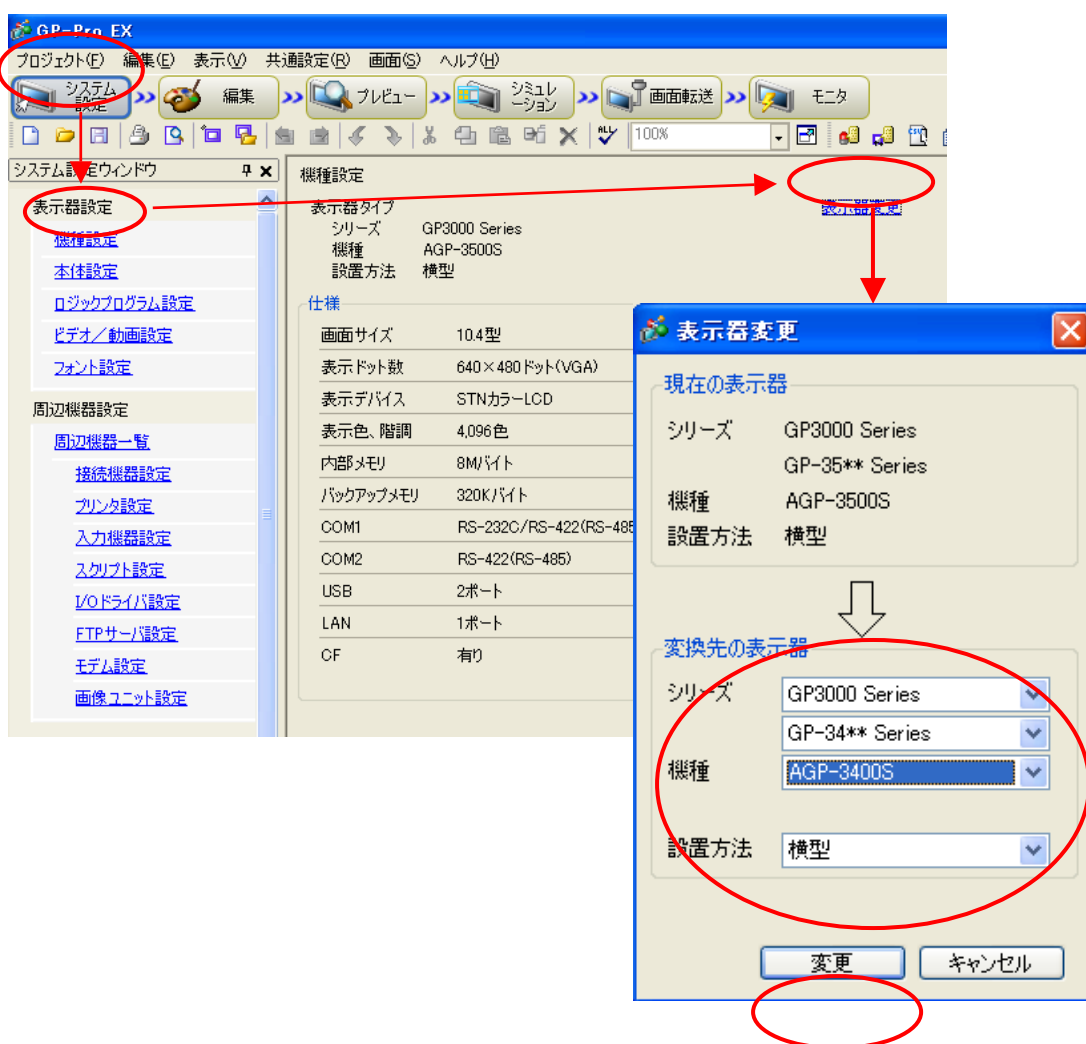 GP-Pro EX
プロジェクト(F) 編集(E) 表示(V) 共通設定(R) 画面(S) ヘルプ(H)
システム設定 編集 プレビュー シミュレーション 画面転送 モニタ
100%
システム設定ウィンドウ
表示器設定
機種設定
本体設定
ロジックプログラム設定
ビデオ/動画設定
フォント設定
周辺機器設定
周辺機器一覧
接続機器設定
プリンタ設定
入力機器設定
スクリプト設定
I/Oドライバ設定
FTPサーバ設定
モデム設定
画像ユニット設定
機種設定
表示器タイプ
表示器変更
シリーズ GP3000 Series
機種 AGP-3500S
設置方法 横型
仕様
画面サイズ 10.4型
表示ドット数 640×480ドット(VGA)
表示デバイス STNカラーLCD
表示色、階調 4,096色
内部メモリ 8Mバイト
バックアップメモリ 320Kバイト
COM1 RS-232C/RS-422(RS-485
COM2 RS-422(RS-485)
USB 2ポート
LAN 1ポート
CF 有り
表示器変更
現在の表示器
シリーズ GP3000 Series
GP-35** Series
機種 AGP-3500S
設置方法 横型
変換先の表示器
シリーズ GP3000 Series
GP-34** Series
機種 AGP-3400S
設置方法 横型
変更 キャンセル